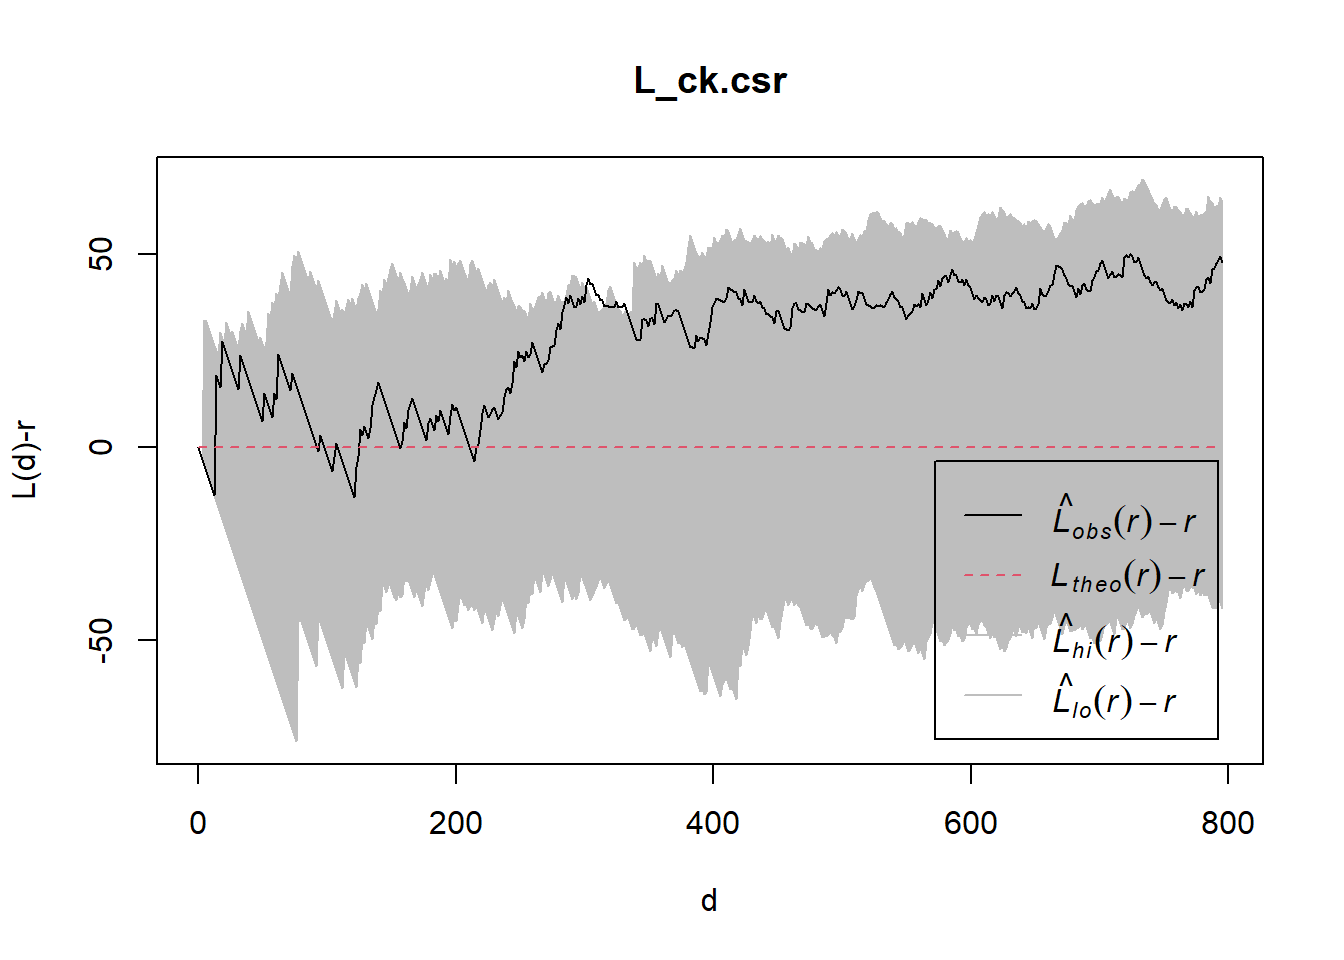 L_ck.csr
L(d)-r
50
0
-50
0 200 400 600 800
d
L̂obs(r) − r
Ltheo(r) − r
L̂hi(r) − r
L̂lo(r) − r